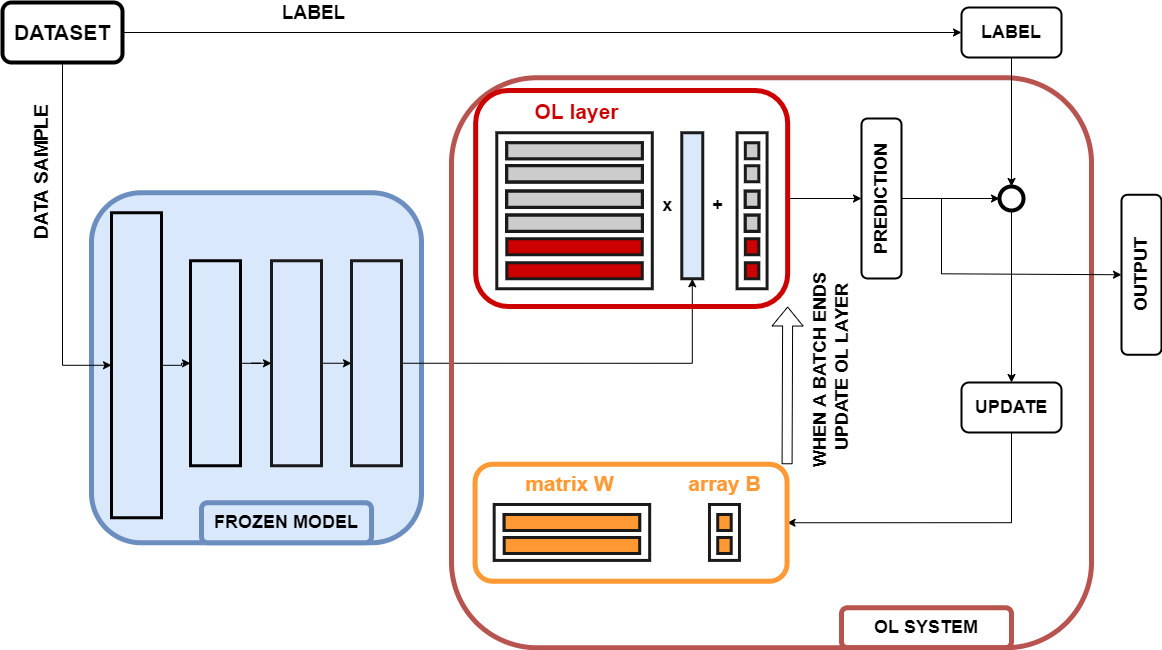 LABEL
DATASET
LABEL
DATA SAMPLE
OL layer
x
+
PREDICTION
OUTPUT
WHEN A BATCH ENDS
UPDATE OL LAYER
UPDATE
matrix W
array B
FROZEN MODEL
OL SYSTEM